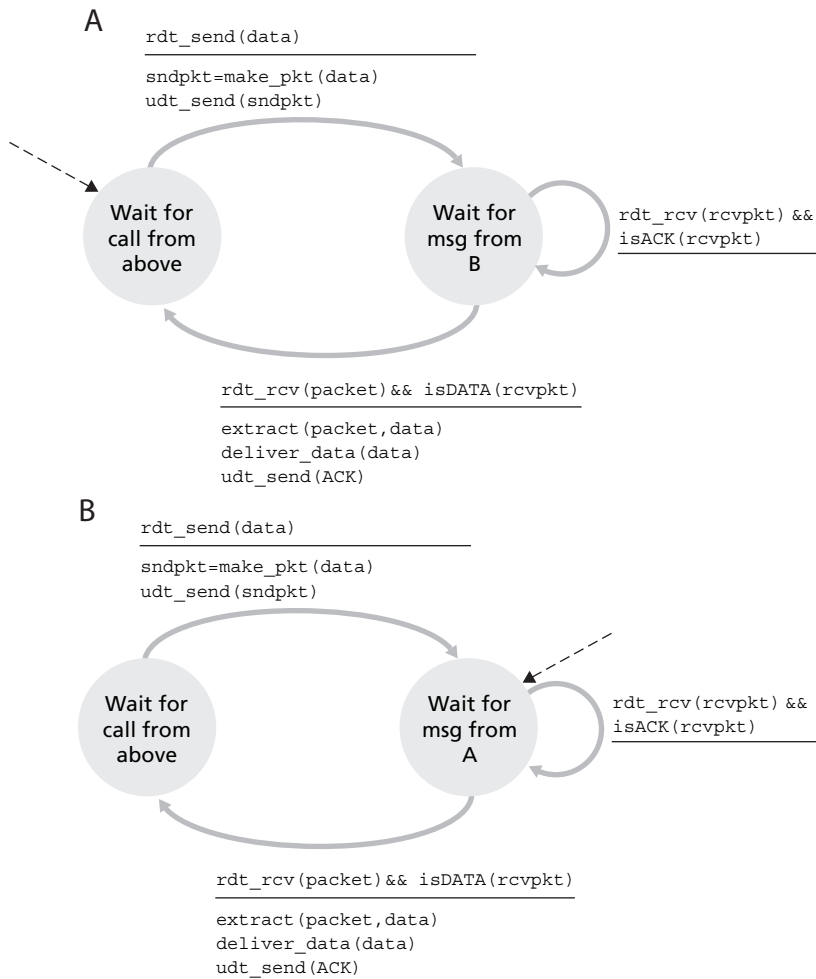 A
rdt_send(data)
sndpkt=make_pkt(data)
udt_send(sndpkt)
Wait for
call from
above
Wait for
msg from
B
rdt_rcv(rcvpkt) &&
isACK(rcvpkt)
rdt_rcv(packet)&& isDATA(rcvpkt)
extract(packet,data)
deliver_data(data)
udt_send(ACK)
B
rdt_send(data)
sndpkt=make_pkt(data)
udt_send(sndpkt)
Wait for
call from
above
Wait for
msg from
A
rdt_rcv(rcvpkt) &&
isACK(rcvpkt)
rdt_rcv(packet)&& isDATA(rcvpkt)
extract(packet,data)
deliver_data(data)
udt_send(ACK)